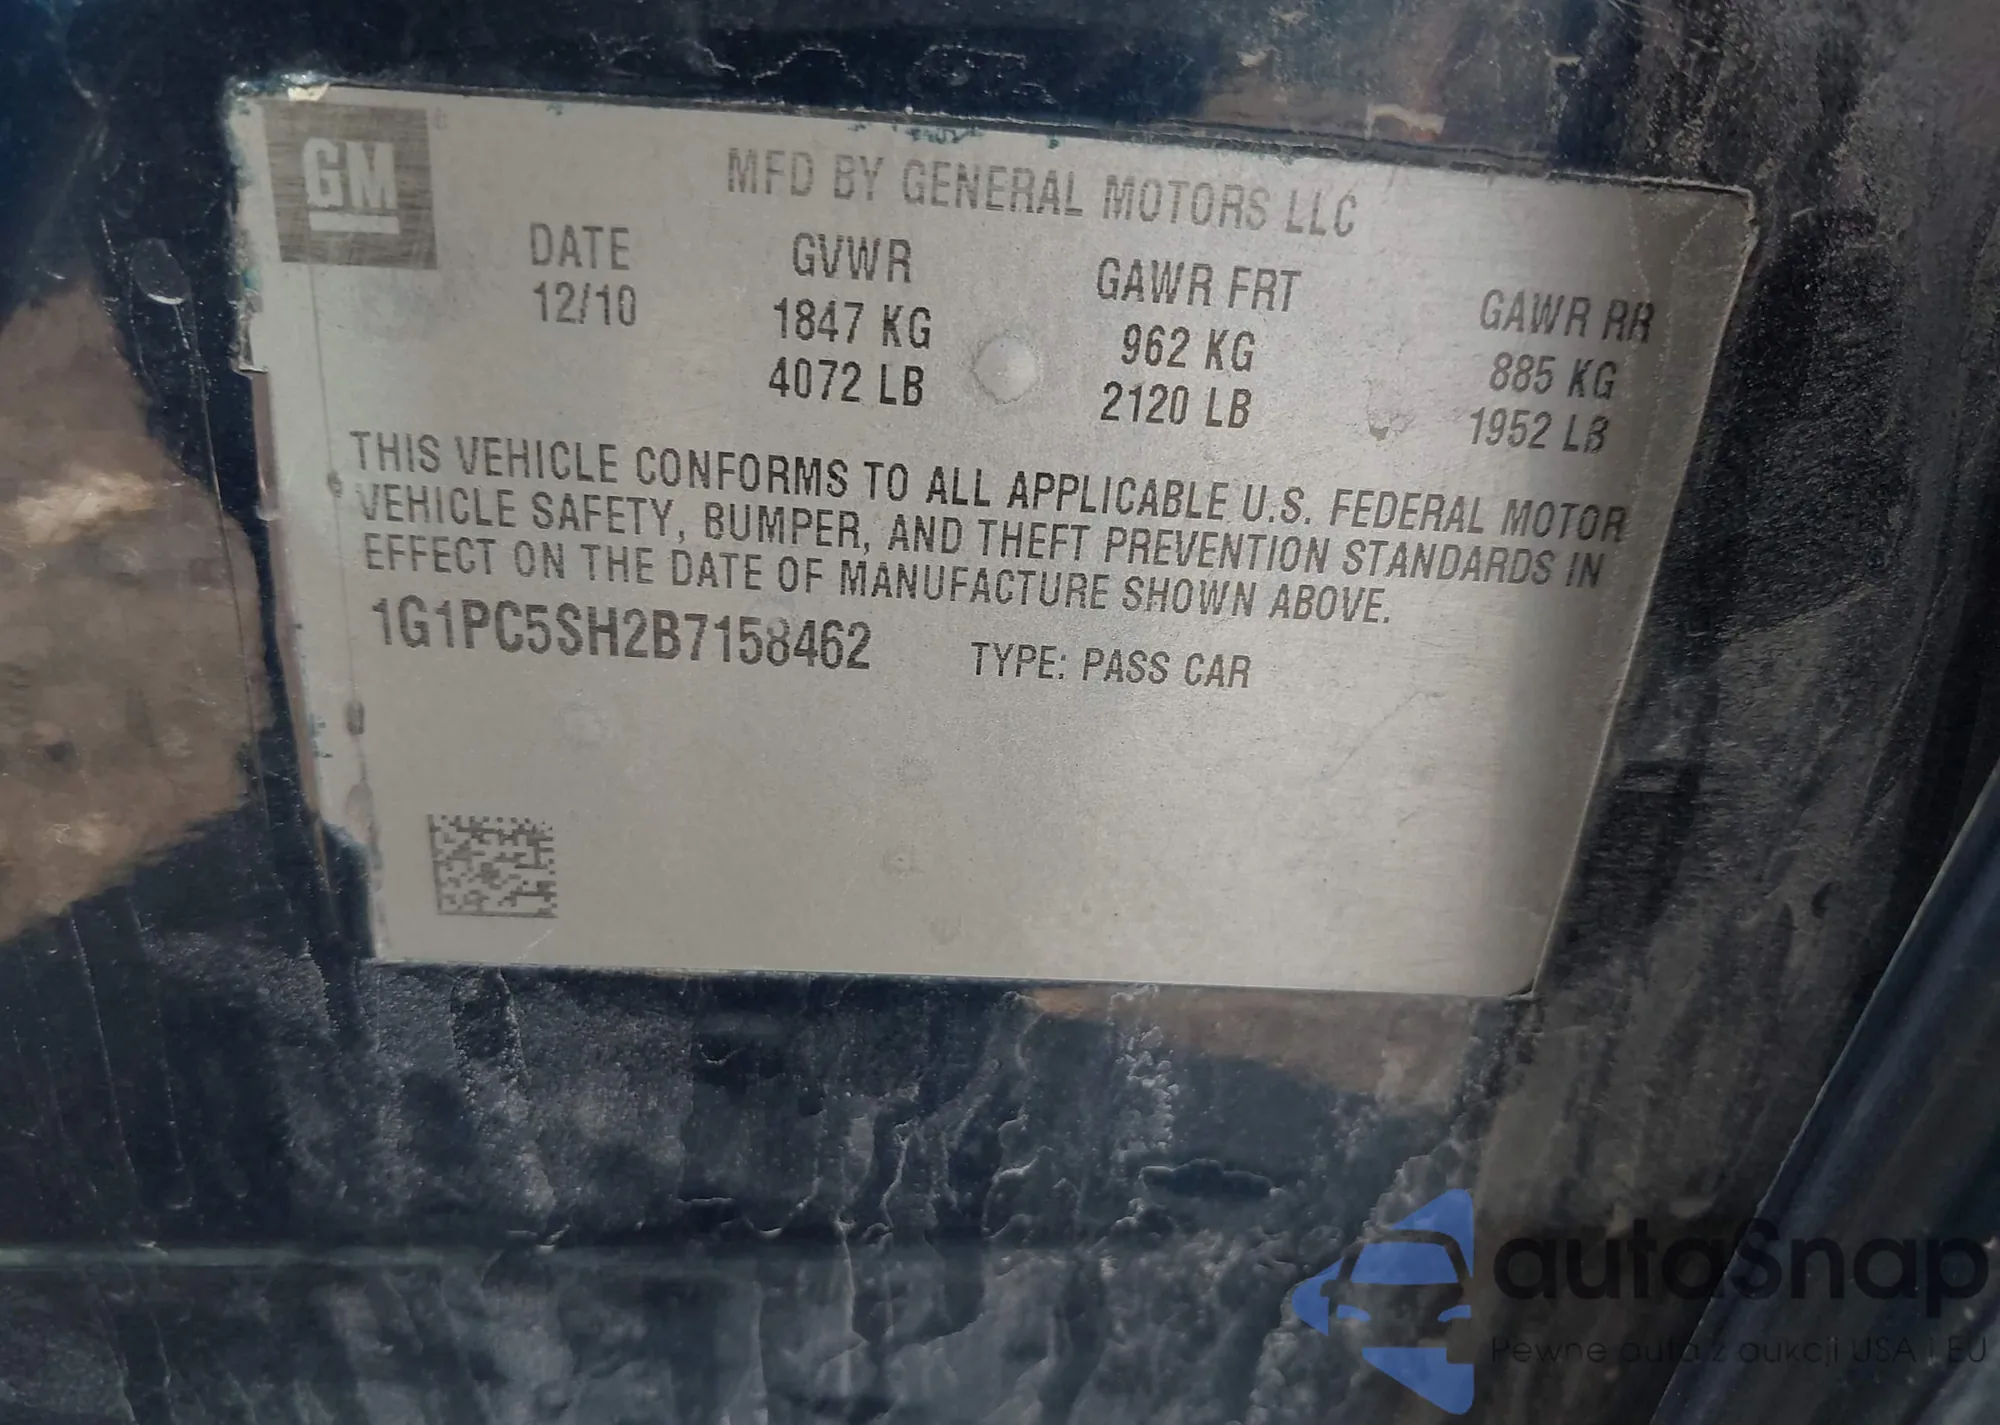 GM
MFD BY GENERAL MOTORS LLC
DATE GVWR GAWR FRT GAWR RR
12/10 1847 KG 962 KG 885 KG
4072 LB 2120 LB 1952 LB
THIS VEHICLE CONFORMS TO ALL APPLICABLE U.S. FEDERAL MOTOR
VEHICLE SAFETY, BUMPER, AND THEFT PREVENTION STANDARDS IN
EFFECT ON THE DATE OF MANUFACTURE SHOWN ABOVE.
1G1PC5SH2B7158462 TYPE: PASS CAR
autaSnap
Pewne auta z aukcji USA i EU